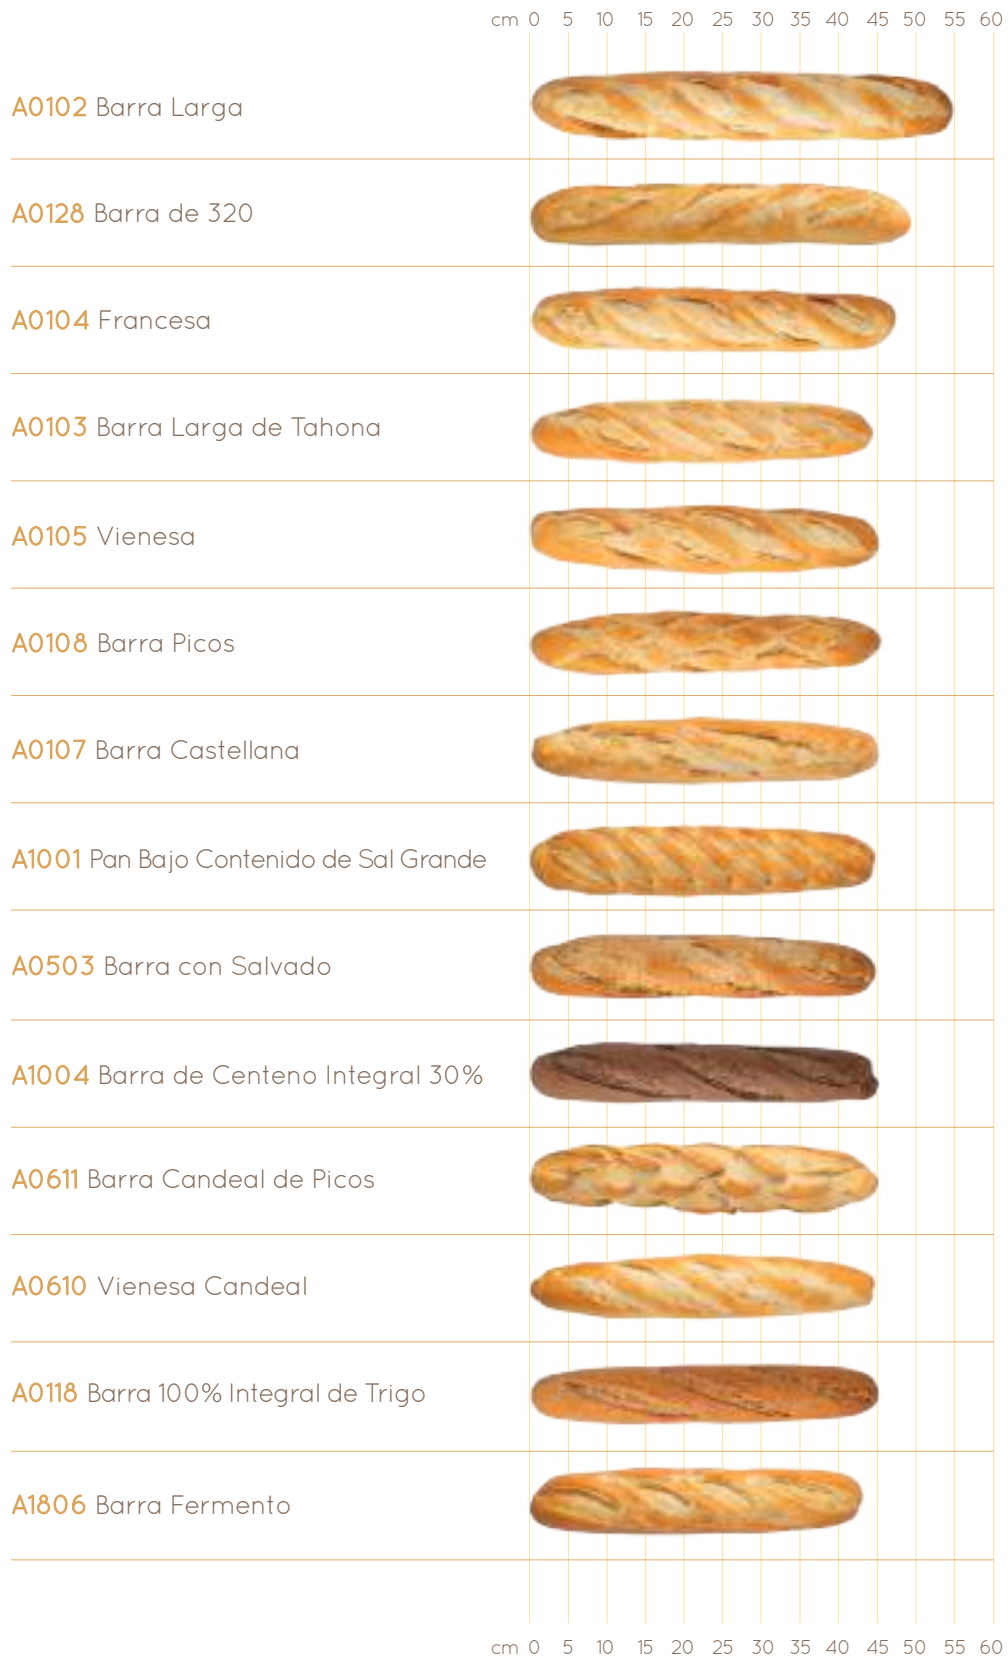 cm 0 5 10 15 20 25 30 35 40 45 50 55 60
A0102 Barra Larga
A0128 Barra de 320
A0104 Francesa
A0103 Barra Larga de Tahona
A0105 Vienesa
A0108 Barra Picos
A0107 Barra Castellana
A1001 Pan Bajo Contenido de Sal Grande
A0503 Barra con Salvado
A1004 Barra de Centeno Integral 30%
A0611 Barra Candeal de Picos
A0610 Vienesa Candeal
A0118 Barra 100% Integral de Trigo
A1806 Barra Fermento
cm 0 5 10 15 20 25 30 35 40 45 50 55 60